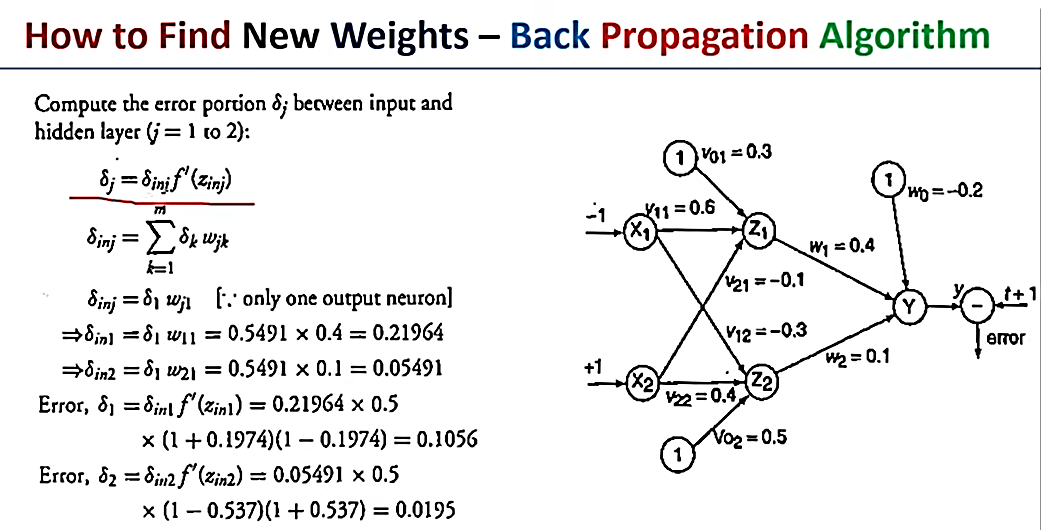 How to Find New Weights – Back Propagation Algorithm
Compute the error portion δj between input and
hidden layer (j = 1 to 2):
δj = δinj f′(zinj)
δinj = ∑ₖ₌₁ᵐ δk wjk
δinj = δ1 wj1 [∵ only one output neuron]
⇒δin1 = δ1 w11 = 0.5491 × 0.4 = 0.21964
⇒δin2 = δ1 w21 = 0.5491 × 0.1 = 0.05491
Error, δ1 = δin1 f′(zin1) = 0.21964 × 0.5
× (1 + 0.1974)(1 − 0.1974) = 0.1056
Error, δ2 = δin2 f′(zin2) = 0.05491 × 0.5
× (1 − 0.537)(1 + 0.537) = 0.0195
1 v01 = 0.3
1 w0 = −0.2
−1 X1 v11 = 0.6 Z1
w1 = 0.4
v21 = −0.1
Y y − t+1
error
v12 = −0.3
w2 = 0.1
+1 X2 v22 = 0.4 Z2
1 v02 = 0.5